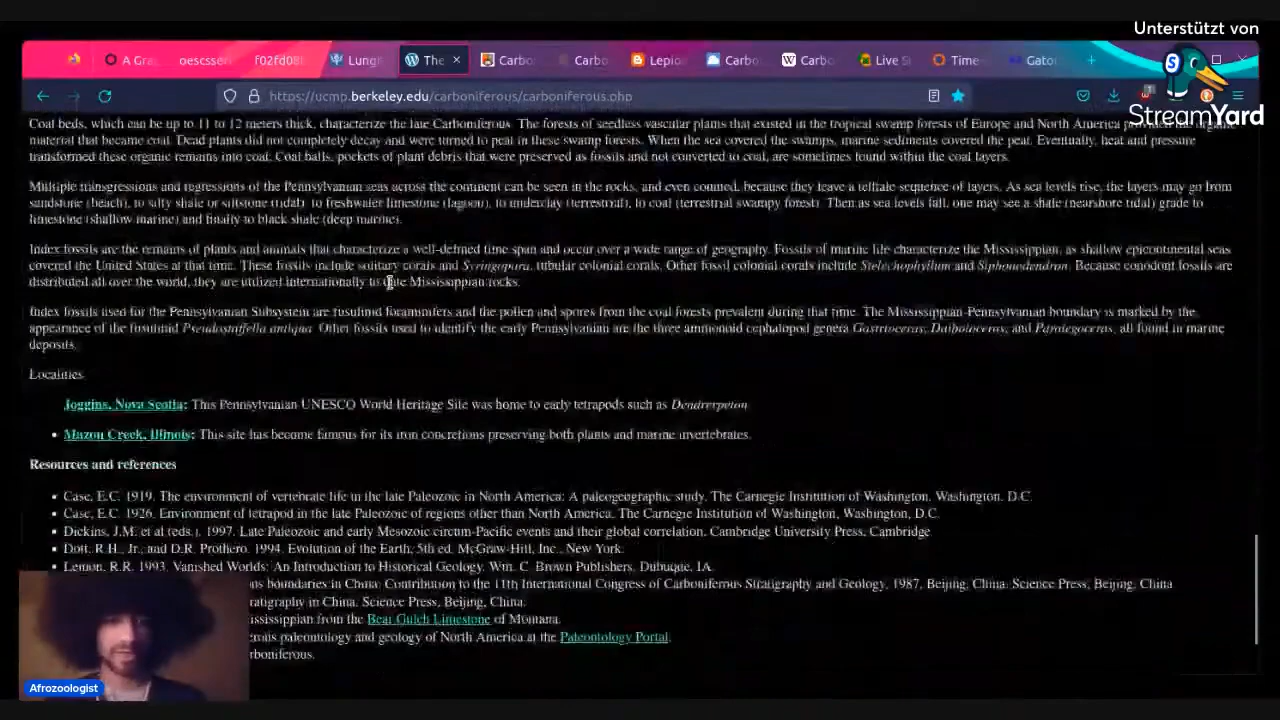 Unterstützt von
StreamYard
A Gra
oescsse
f02fd08
Lungf
The
Carbo
Carbo
Lepio
Carbo
Carbo
Live Si
Time-
Gato
https://ucmp.berkeley.edu/carboniferous/carboniferous.php
Coal beds, which can be up to 11 to 12 meters thick, characterize the late Carboniferous. The forests of seedless vascular plants that existed in the tropical swamp forests of Europe and North America provided the organic
material that became coal. Dead plants did not completely decay and were turned to peat in these swamp forests. When the sea covered the swamps, marine sediments covered the peat. Eventually, heat and pressure
transformed these organic remains into coal. Coal balls, pockets of plant debris that were preserved as fossils and not converted to coal, are sometimes found within the coal layers.
Multiple transgressions and regressions of the Pennsylvanian seas across the continent can be seen in the rocks, and even counted, because they leave a telltale sequence of layers. As sea levels rise, the layers may go from
sandstone (beach), to silty shale or siltstone (tidal), to freshwater limestone (lagoon), to underclay (terrestrial), to coal (terrestrial swampy forest). Then as sea levels fall, one may see a shale (nearshore tidal) grade to
limestone (shallow marine) and finally to black shale (deep marine).
Index fossils are the remains of plants and animals that characterize a well-defined time span and occur over a wide range of geography. Fossils of marine life characterize the Mississippian, as shallow epicontinental seas
covered the United States at that time. These fossils include solitary corals and Syringopora, tubular colonial corals. Other fossil colonial corals include Stelechophyllum and Siphonodendron. Because conodont fossils are
distributed all over the world, they are utilized internationally to date Mississippian rocks.
Index fossils used for the Pennsylvanian Subsystem are fusulinid foraminifers and the pollen and spores from the coal forests prevalent during that time. The Mississippian-Pennsylvanian boundary is marked by the
appearance of the fusulinid Pseudostaffella antiqua. Other fossils used to identify the early Pennsylvanian are the three ammonoid cephalopod genera Gastrioceras, Daiboloceras, and Paralegoceras, all found in marine
deposits.
Localities
Joggins, Nova Scotia: This Pennsylvanian UNESCO World Heritage Site was home to early tetrapods such as Dendrerpeton
• Mazon Creek, Illinois: This site has become famous for its iron concretions preserving both plants and marine invertebrates.
Resources and references
• Case, E.C. 1919. The environment of vertebrate life in the late Paleozoic in North America: A paleogeographic study. The Carnegie Institution of Washington, Washington, D.C.
• Case, E.C. 1926. Environment of tetrapod in the late Paleozoic of regions other than North America. The Carnegie Institution of Washington, Washington, D.C.
• Dickins, J.M. et al (eds.). 1997. Late Paleozoic and early Mesozoic circum-Pacific events and their global correlation. Cambridge University Press, Cambridge
• Dott, R.H., Jr., and D.R. Prothero. 1994. Evolution of the Earth, 5th ed. McGraw-Hill, Inc., New York.
• Lemon, R.R. 1993. Vanished Worlds: An Introduction to Historical Geology. Wm. C. Brown Publishers, Dubuque, IA.
us boundaries in China: Contribution to the 11th International Congress of Carboniferous Stratigraphy and Geology, 1987, Beijing, China. Science Press, Beijing, China
ratigraphy in China. Science Press, Beijing, China.
ississippian from the Bear Gulch Limestone of Montana.
erais paleontology and geology of North America at the Paleontology Portal.
rboniferous.
Afrozoologist